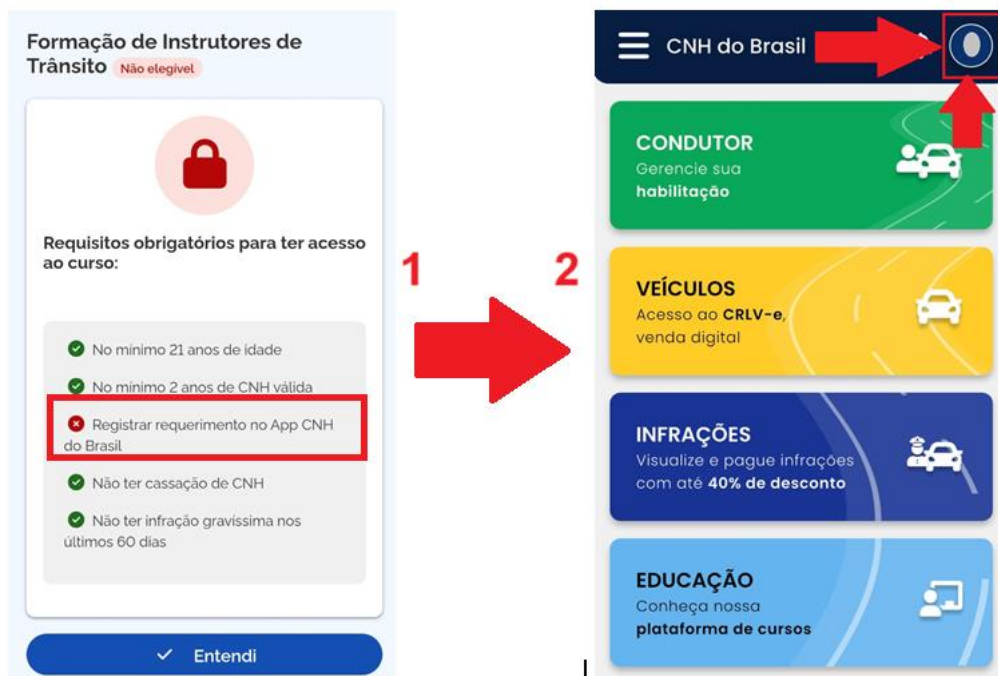 Formação de Instrutores de
Trânsito Não elegível
Requisitos obrigatórios para ter acesso
ao curso:
No mínimo 21 anos de idade
No mínimo 2 anos de CNH válida
Registrar requerimento no App CNH
do Brasil
Não ter cassação de CNH
Não ter infração gravíssima nos
últimos 60 dias
Entendi
1
2
CNH do Brasil
CONDUTOR
Gerencie sua
habilitação
VEÍCULOS
Acesso ao CRLV-e,
venda digital
INFRAÇÕES
Visualize e pague infrações
com até 40% de desconto
EDUCAÇÃO
Conheça nossa
plataforma de cursos